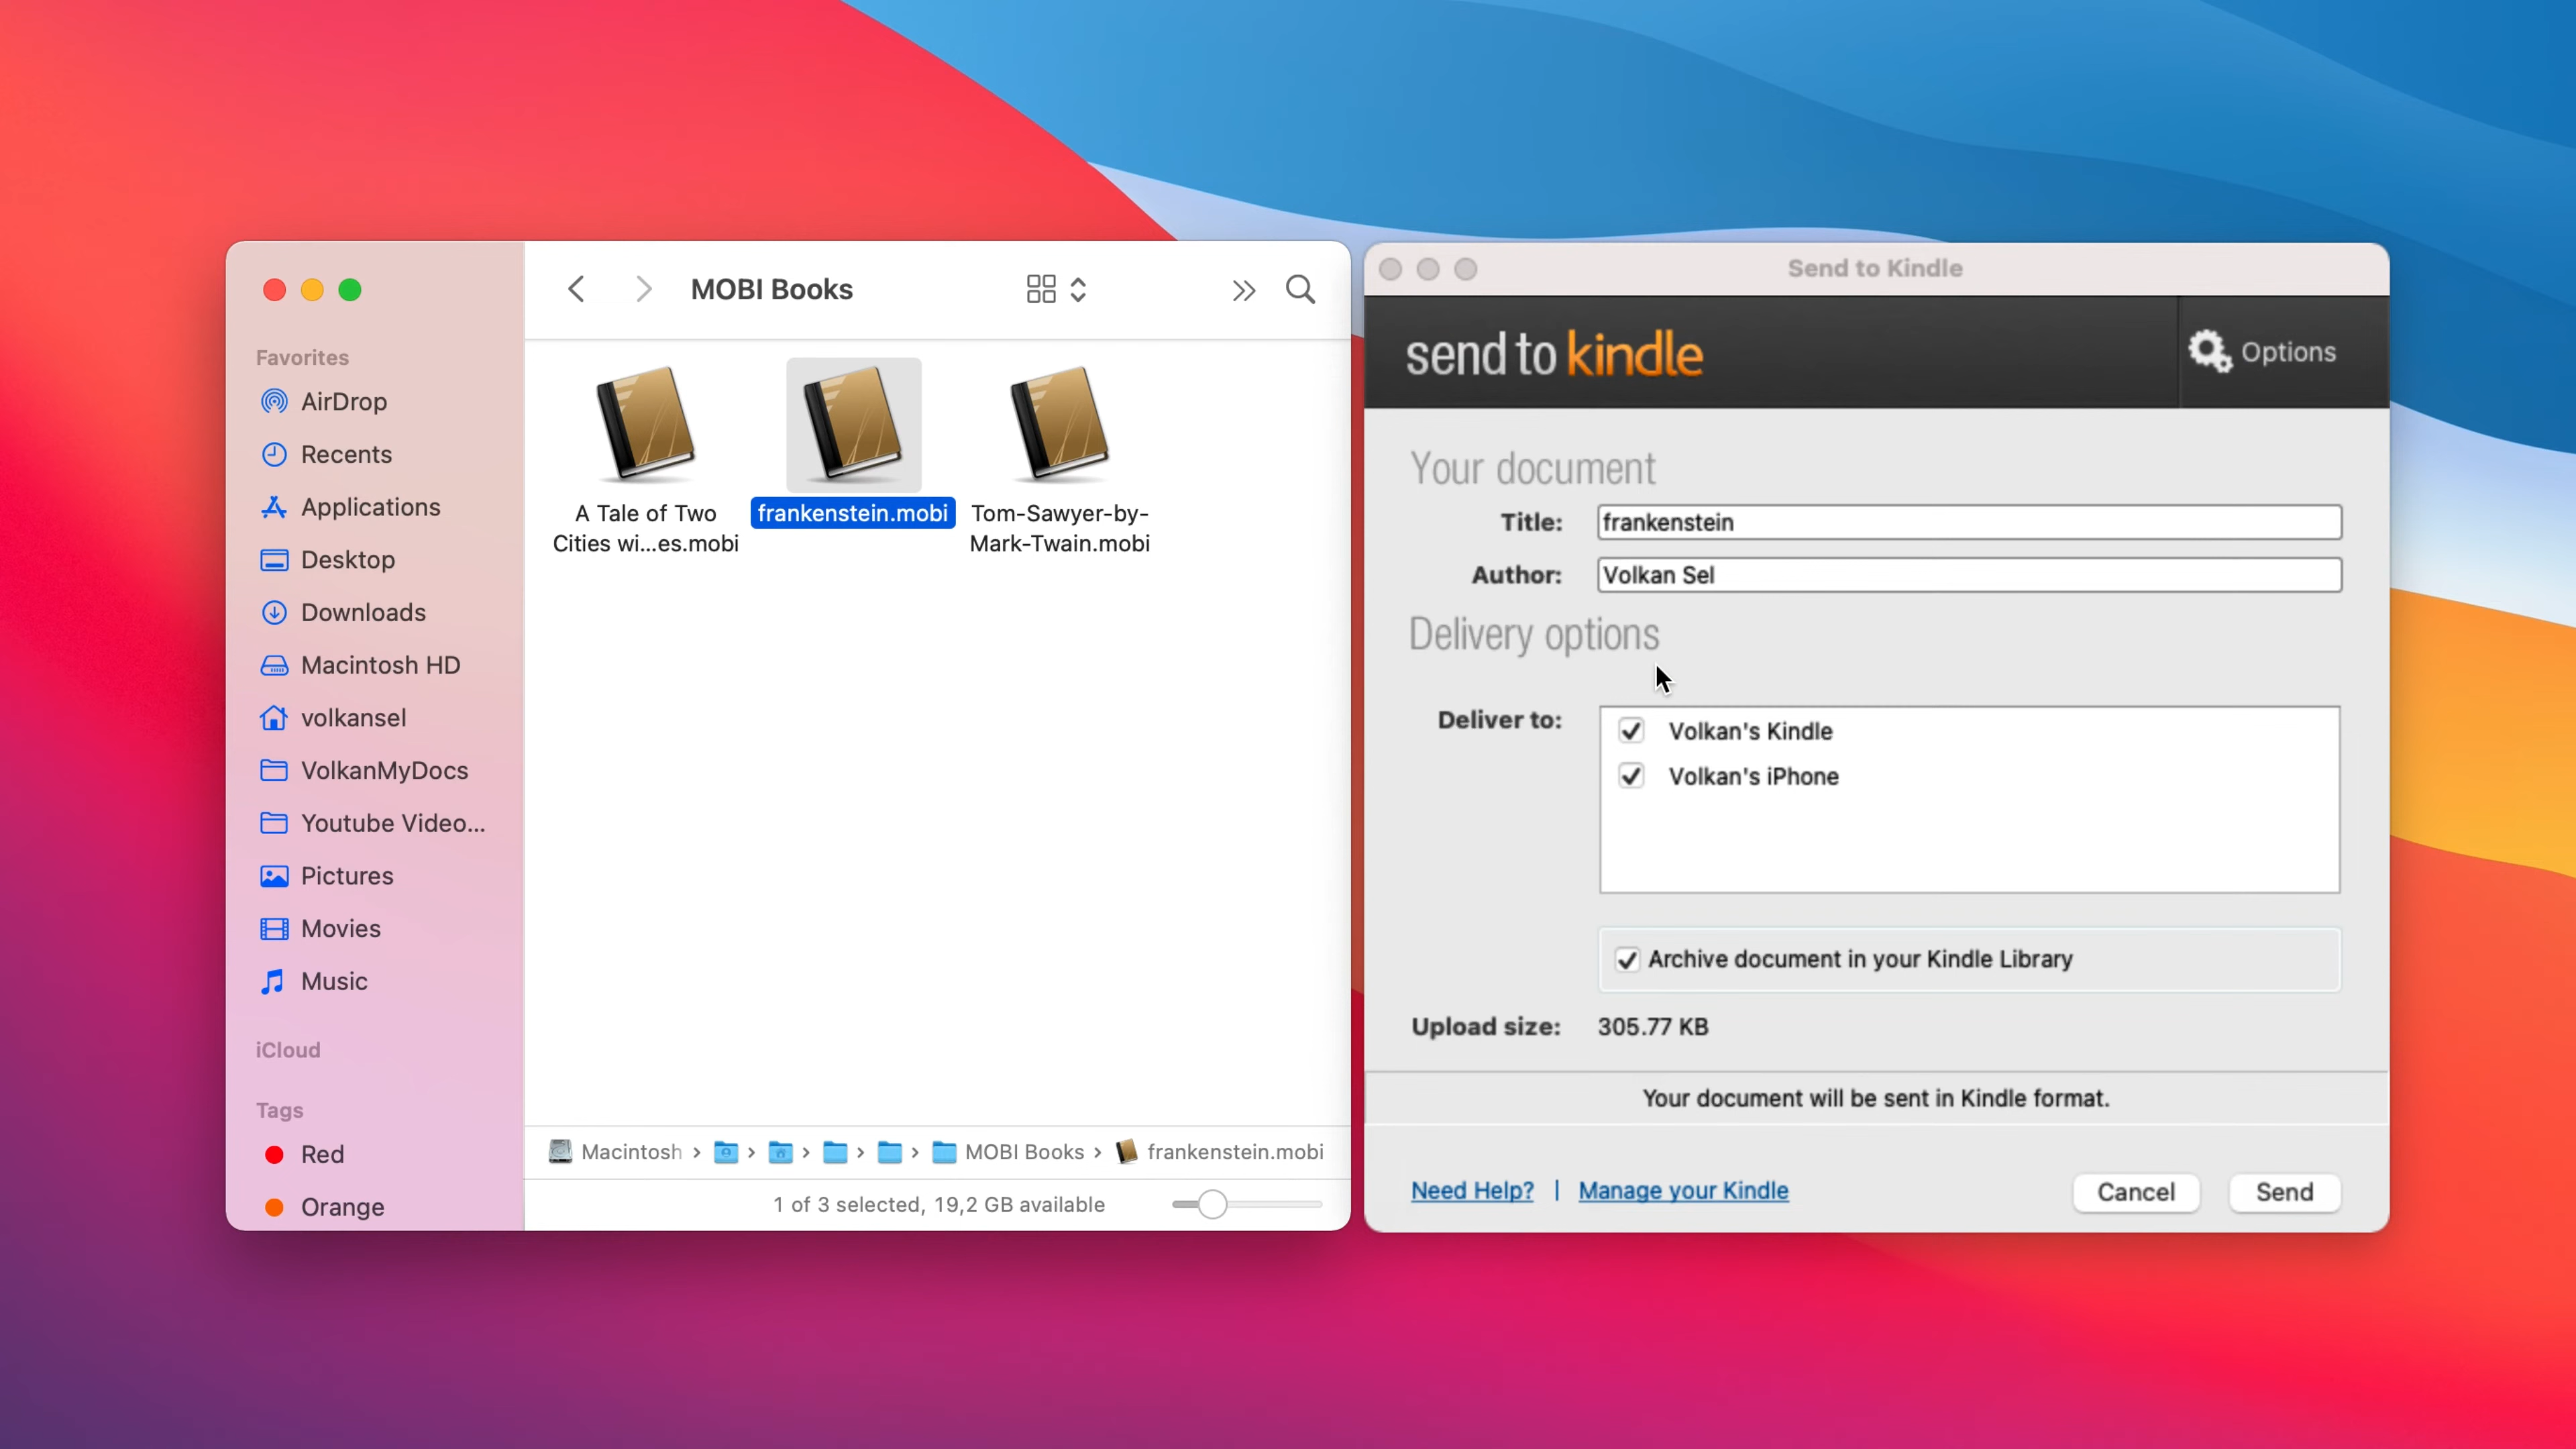 MOBI Books
Favorites
AirDrop
Recents
Applications
Desktop
Downloads
Macintosh HD
volkansel
VolkanMyDocs
Youtube Video...
Pictures
Movies
Music
iCloud
Tags
Red
Orange
A Tale of Two
Cities wi...es.mobi
frankenstein.mobi
Tom-Sawyer-by-
Mark-Twain.mobi
Macintosh › › › › › MOBI Books › frankenstein.mobi
1 of 3 selected, 19,2 GB available
Send to Kindle
send to kindle
Options
Your document
Title: frankenstein
Author: Volkan Sel
Delivery options
Deliver to:
Volkan's Kindle
Volkan's iPhone
Archive document in your Kindle Library
Upload size: 305.77 KB
Your document will be sent in Kindle format.
Need Help? | Manage your Kindle
Cancel
Send